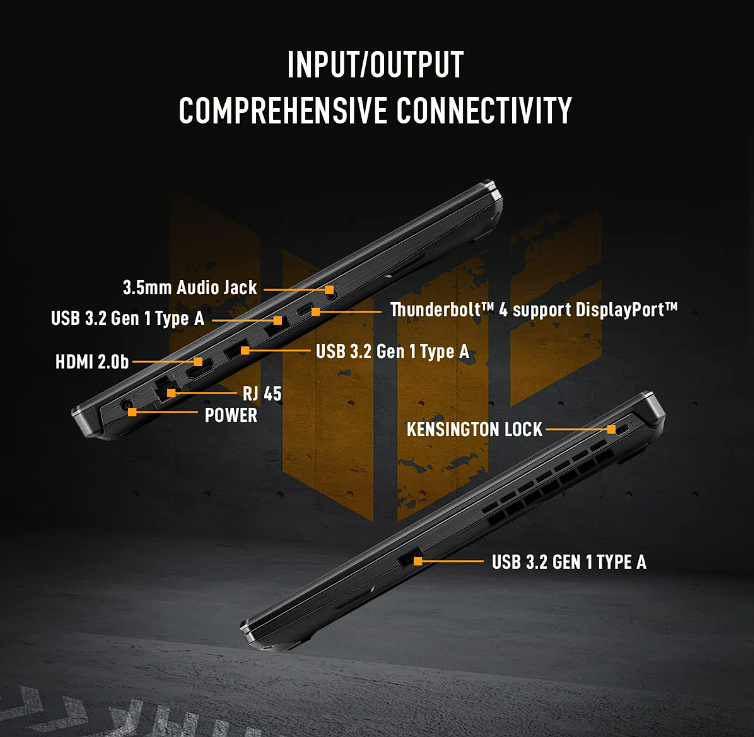 INPUT/OUTPUT
COMPREHENSIVE CONNECTIVITY
3.5mm Audio Jack
Thunderbolt™ 4 support DisplayPort™
USB 3.2 Gen 1 Type A
USB 3.2 Gen 1 Type A
HDMI 2.0b
RJ 45
POWER
KENSINGTON LOCK
USB 3.2 GEN 1 TYPE A